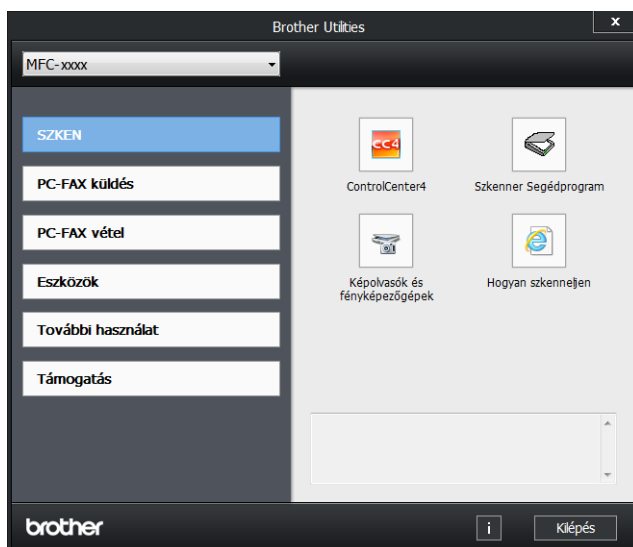 Brother Utilities
x
MFC-xxxx
SZKEN
PC-FAX küldés
PC-FAX vétel
Eszközök
További használat
Támogatás
CC4
ControlCenter4
Szkenner Segédprogram
Képolvasók és
fényképezőgépek
Hogyan szkenneljen
brother
i
Kilépés